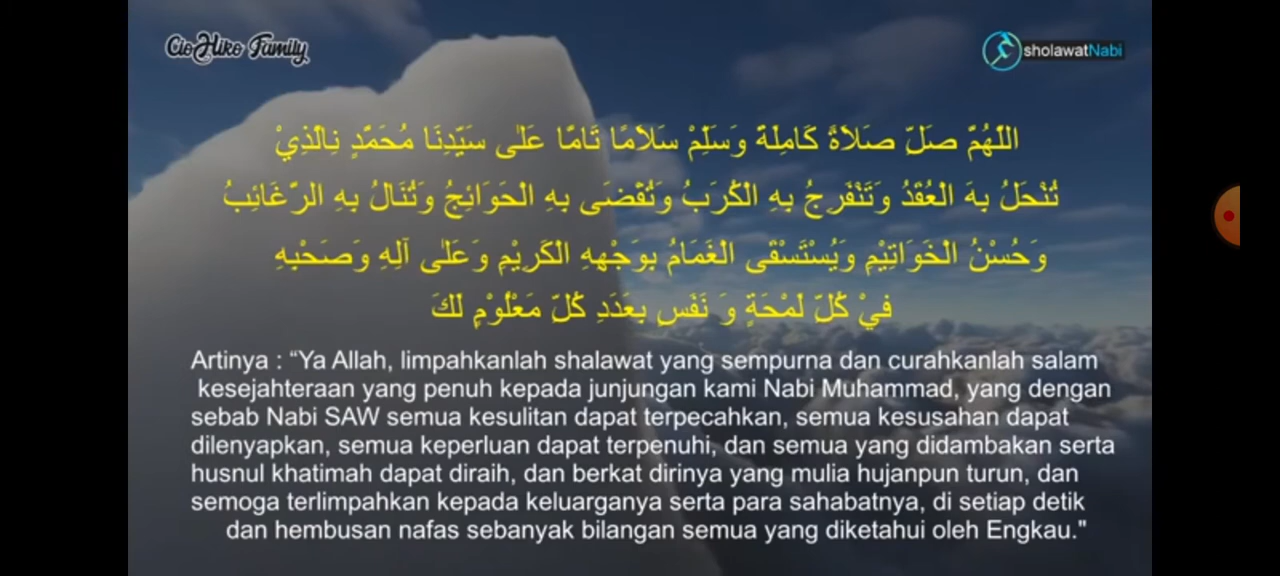 Cio Hiko Family
sholawatNabi
اللّٰهُمَّ صَلِّ صَلاَةً كَامِلَةً وَسَلِّمْ سَلاَمًا تَامًّا عَلٰى سَيِّدِنَا مُحَمَّدٍ نِالَّذِيْ
تُنْحَلُ بِهَ الْعُقَدُ وَتَنْفَرِجُ بِهِ الْكُرَبُ وَتُقْضَى بِهِ الْحَوَائِجُ وَتُنَالُ بِهِ الرَّغَائِبُ
وَحُسْنُ الْخَوَاتِيْمِ وَيُسْتَسْقَى الْغَمَامُ بِوَجْهِهِ الْكَرِيْمِ وَعَلٰى آلِهِ وَصَحْبِهِ
فِيْ كُلِّ لَمْحَةٍ وَ نَفَسٍ بِعَدَدِ كُلِّ مَعْلُوْمٍ لَكَ
Artinya : “Ya Allah, limpahkanlah shalawat yang sempurna dan curahkanlah salam
kesejahteraan yang penuh kepada junjungan kami Nabi Muhammad, yang dengan
sebab Nabi SAW semua kesulitan dapat terpecahkan, semua kesusahan dapat
dilenyapkan, semua keperluan dapat terpenuhi, dan semua yang didambakan serta
husnul khatimah dapat diraih, dan berkat dirinya yang mulia hujanpun turun, dan
semoga terlimpahkan kepada keluarganya serta para sahabatnya, di setiap detik
dan hembusan nafas sebanyak bilangan semua yang diketahui oleh Engkau."